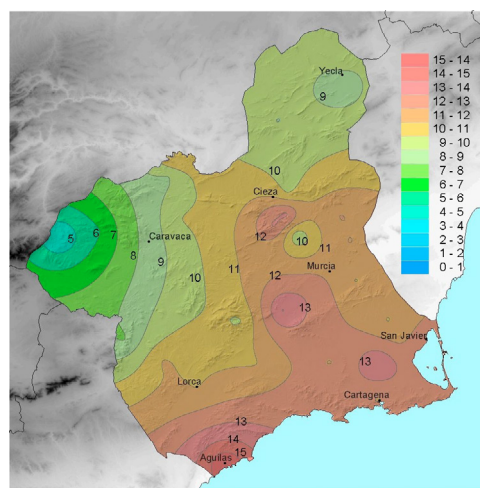 Yecla
9
15 - 14
14 - 15
13 - 14
12 - 13
11 - 12
10 - 11
9 - 10
8 - 9
7 - 8
6 - 7
5 - 6
4 - 5
3 - 4
2 - 3
1 - 2
0 - 1
10
Cieza
5
6
7
8
Caravaca
9
10
11
12
10
11
Murcia
12
13
San Javier
13
Lorca
Cartagena
13
14
15
Aguilas